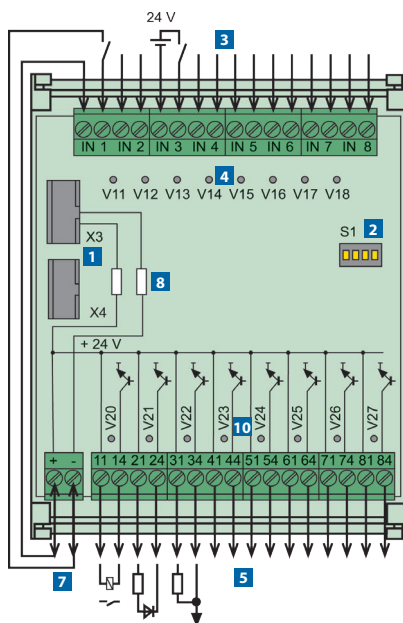 24 V
3
IN 1 IN 2 IN 3 IN 4 IN 5 IN 6 IN 7 IN 8
4
V11 V12 V13 V14 V15 V16 V17 V18
S1 2
X3
1
8
X4
+ 24 V
V20 V21 V22 V23 V24 V25 V26 V27
10
+ - 11 14 21 24 31 34 41 44 51 54 61 64 71 74 81 84
7
5